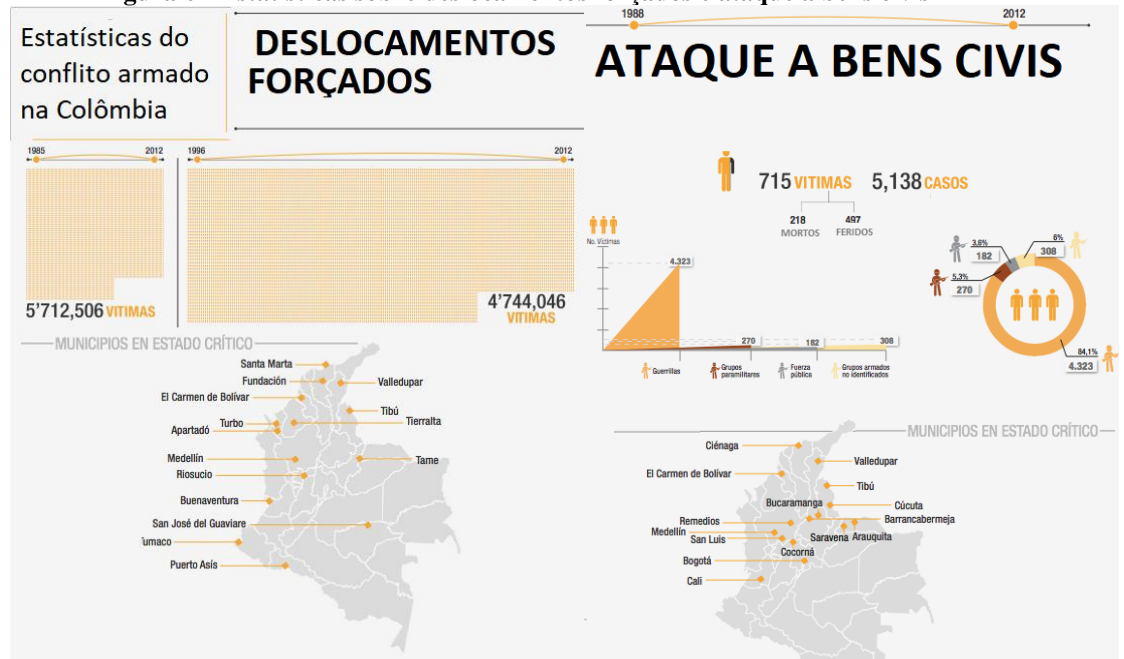 Estatísticas do
conflito armado
na Colômbia
DESLOCAMENTOS
FORÇADOS
1985 2012
1996 2012
5'712,506 VITIMAS
4'744,046
VITIMAS
MUNICIPIOS EN ESTADO CRÍTICO
Santa Marta
Fundación
Valledupar
El Carmen de Bolívar
Tibú
Turbo
Tierralta
Apartadó
Medellín
Tame
Riosucio
Buenaventura
San José del Guaviare
Tumaco
Puerto Asís
1988 2012
ATAQUE A BENS CIVIS
715 VITIMAS 5,138 CASOS
218
MORTOS
497
FERIDOS
No. Víctimas
4.323
270
182
308
Guerrillas
Grupos
paramilitares
Fuerza
pública
Grupos armados
no identificados
3,6%
182
6%
308
5,3%
270
84,1%
4.323
MUNICIPIOS EN ESTADO CRÍTICO
Ciénaga
Valledupar
El Carmen de Bolívar
Tibú
Bucaramanga
Cúcuta
Remedios
Barrancabermeja
Medellín
San Luis
Saravena
Arauquita
Cocorná
Bogotá
Cali